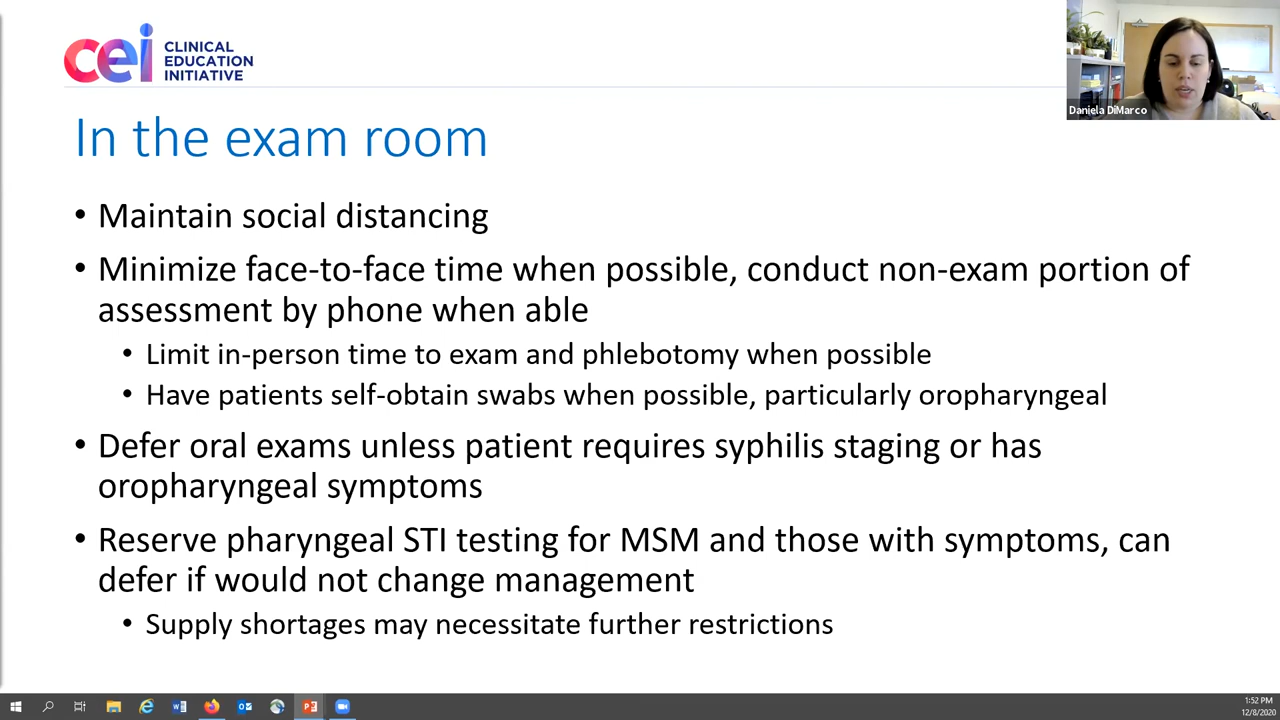 cei CLINICAL
EDUCATION
INITIATIVE
Daniela DiMarco
In the exam room
• Maintain social distancing
• Minimize face-to-face time when possible, conduct non-exam portion of
assessment by phone when able
• Limit in-person time to exam and phlebotomy when possible
• Have patients self-obtain swabs when possible, particularly oropharyngeal
• Defer oral exams unless patient requires syphilis staging or has
oropharyngeal symptoms
• Reserve pharyngeal STI testing for MSM and those with symptoms, can
defer if would not change management
• Supply shortages may necessitate further restrictions
1:52 PM
12/8/2020